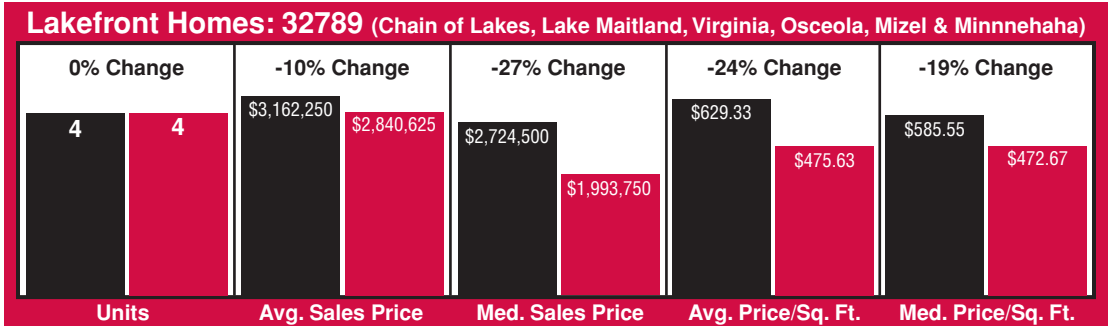 Lakefront Homes: 32789 (Chain of Lakes, Lake Maitland, Virginia, Osceola, Mizel & Minnnehaha)
0% Change
-10% Change
-27% Change
-24% Change
-19% Change
4
4
$3,162,250
$2,840,625
$2,724,500
$1,993,750
$629.33
$475.63
$585.55
$472.67
Units
Avg. Sales Price
Med. Sales Price
Avg. Price/Sq. Ft.
Med. Price/Sq. Ft.